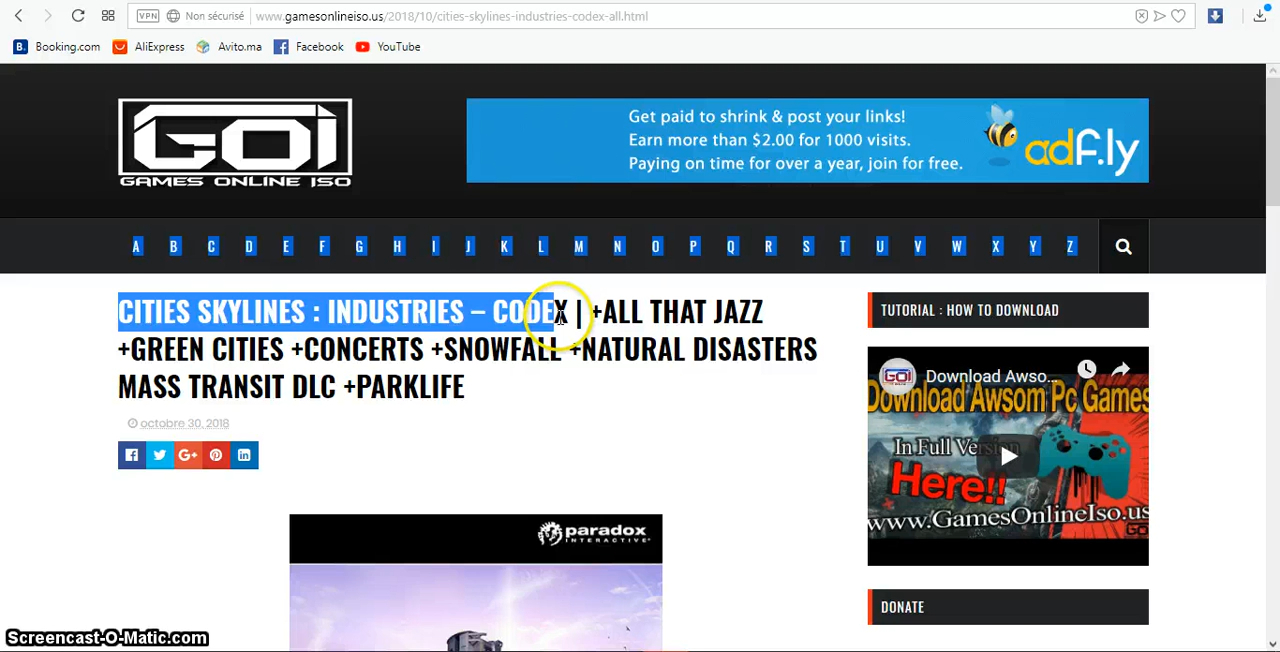 VPN Non sécurisé www.gamesonlineiso.us/2018/10/cities-skylines-industries-codex-all.html
B. Booking.com AliExpress Avito.ma Facebook YouTube
GOI
GAMES ONLINE ISO
Get paid to shrink & post your links!
Earn more than $2.00 for 1000 visits.
Paying on time for over a year, join for free.
adf.ly
A B C D E F G H I J K L M N O P Q R S T U V W X Y Z
CITIES SKYLINES : INDUSTRIES – CODEX | +ALL THAT JAZZ
+GREEN CITIES +CONCERTS +SNOWFALL +NATURAL DISASTERS
MASS TRANSIT DLC +PARKLIFE
octobre 30, 2018
G+ in
paradox
INTERACTIVE
TUTORIAL : HOW TO DOWNLOAD
GOI Download Awso...
Download Awsom Pc Games
In Full Version
Here!!
www.GamesOnlineIso.us
DONATE
Screencast-O-Matic.com